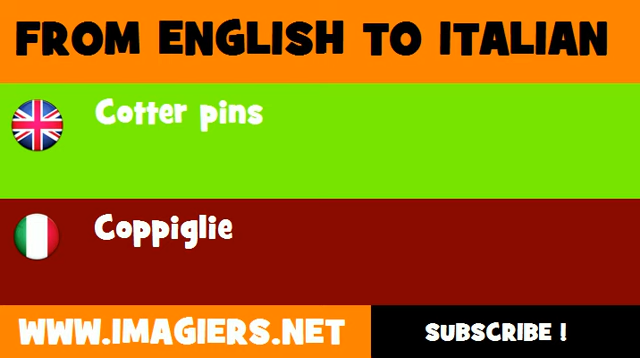 FROM ENGLISH TO ITALIAN
Cotter pins
Coppiglie
WWW.IMAGIERS.NET
SUBSCRIBE !